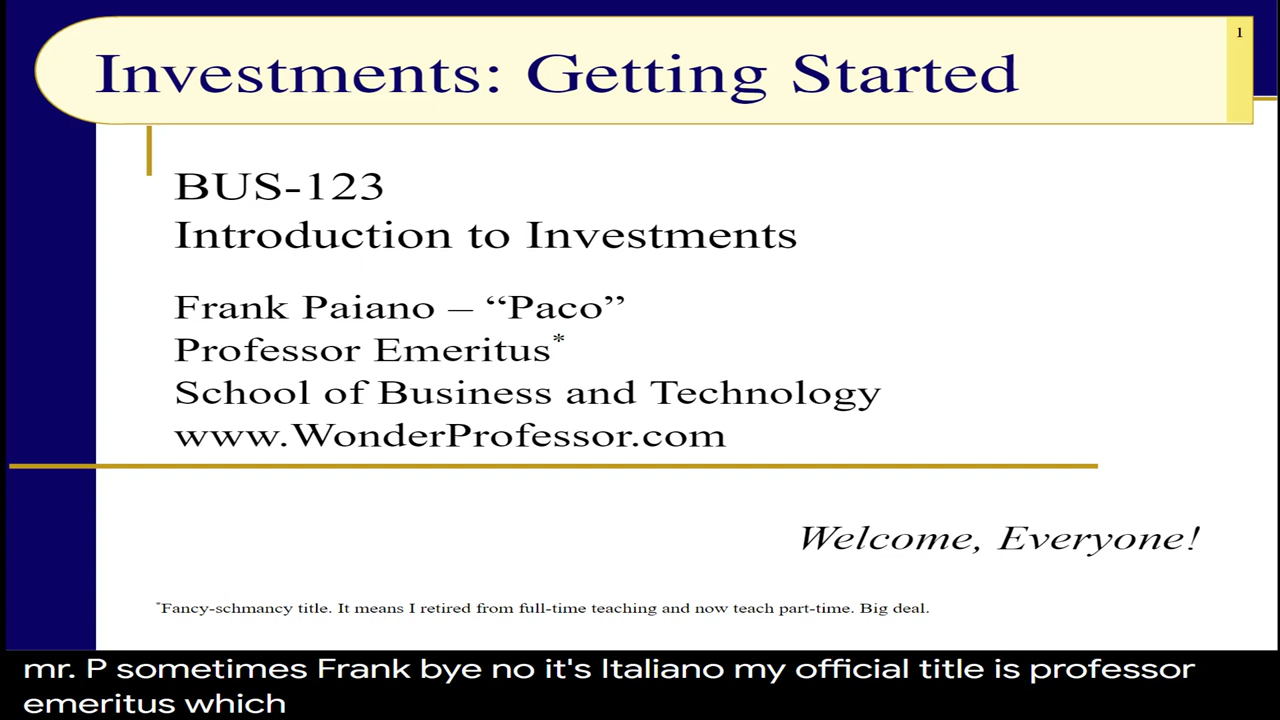 1
Investments: Getting Started
BUS-123
Introduction to Investments
Frank Paiano – “Paco”
Professor Emeritus*
School of Business and Technology
www.WonderProfessor.com
Welcome, Everyone!
*Fancy-schmancy title. It means I retired from full-time teaching and now teach part-time. Big deal.
mr. P sometimes Frank bye no it's Italiano my official title is professor
emeritus which